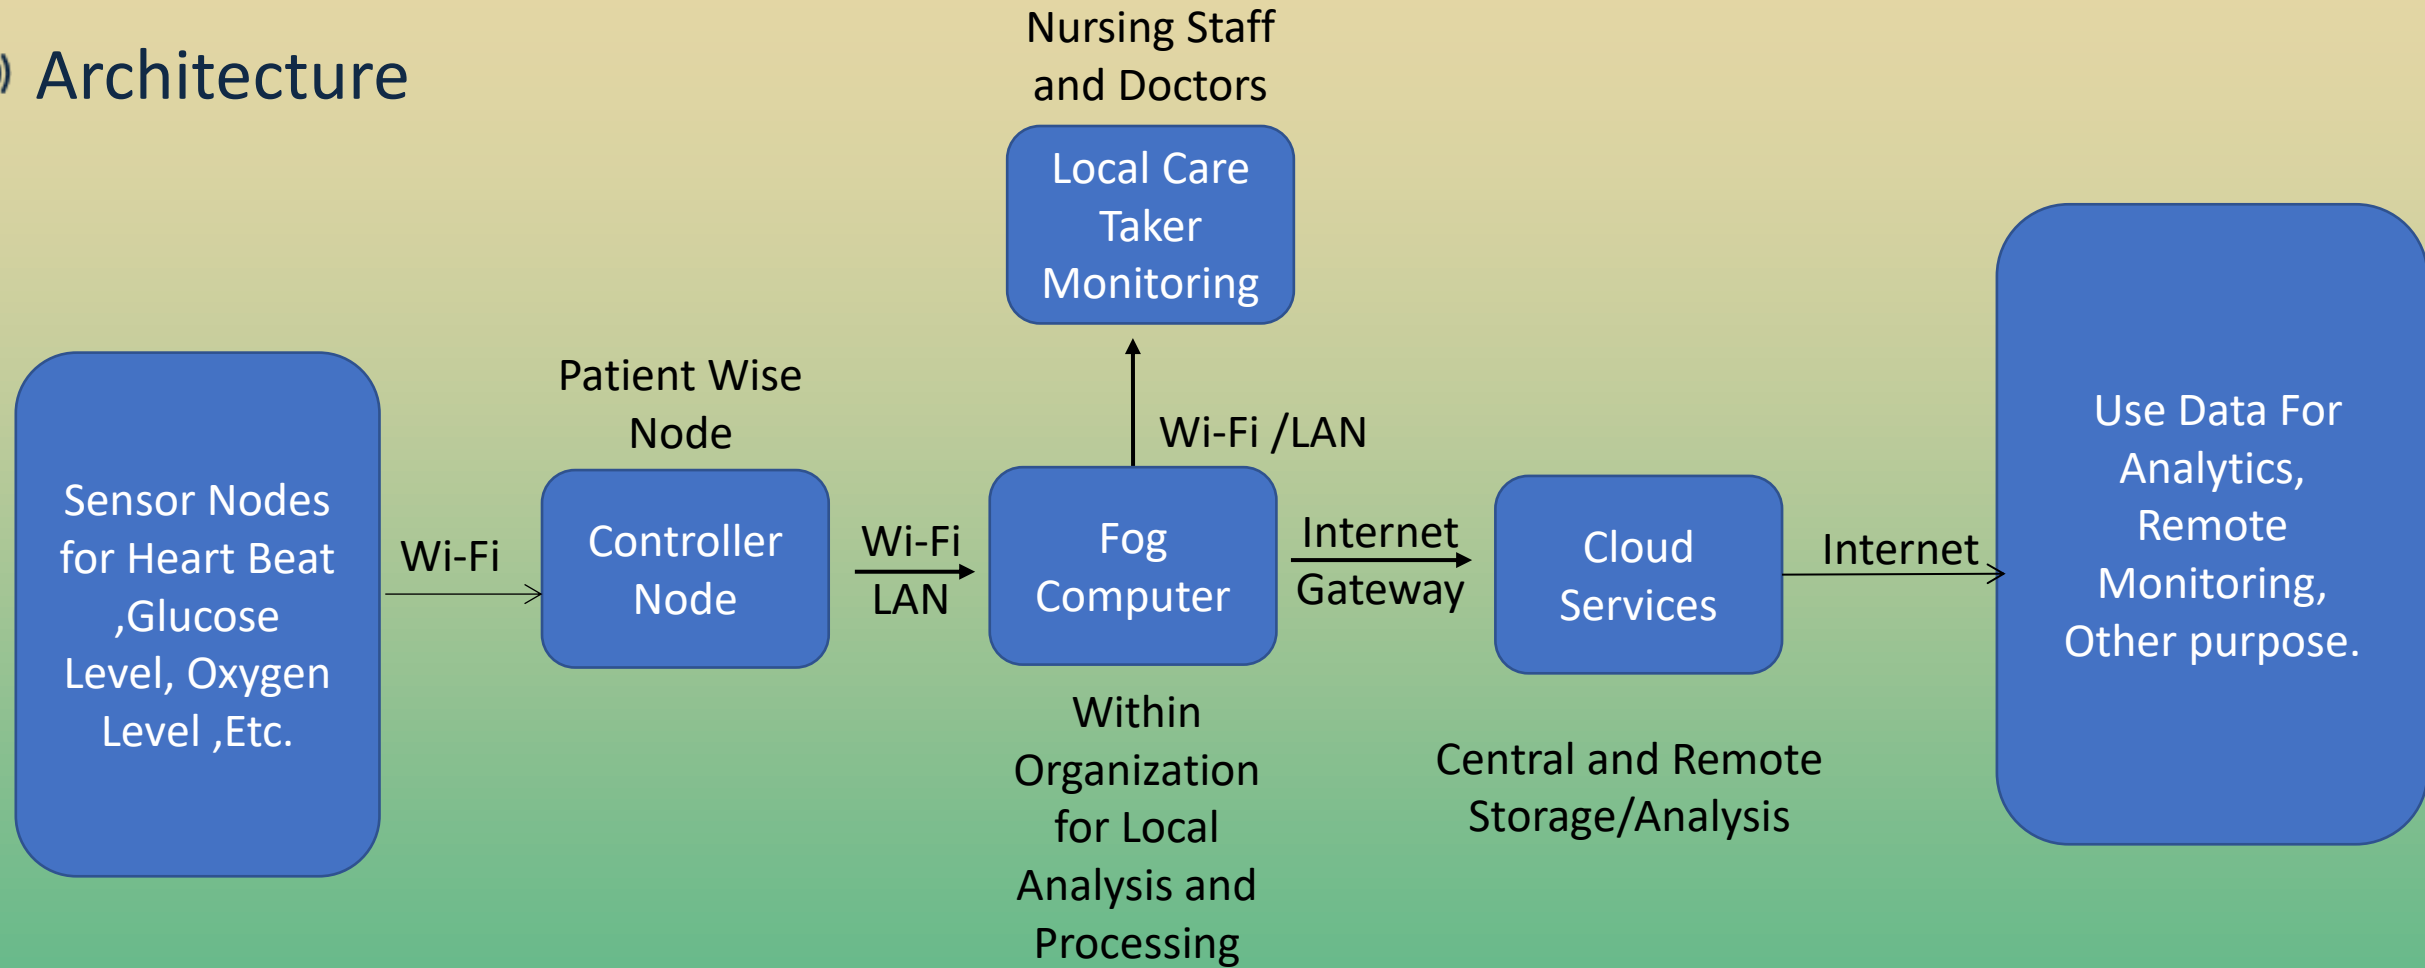 Architecture
Nursing Staff
and Doctors
Local Care
Taker
Monitoring
Wi-Fi /LAN
Sensor Nodes
for Heart Beat
,Glucose
Level, Oxygen
Level ,Etc.
Wi-Fi
Patient Wise
Node
Controller
Node
Wi-Fi
LAN
Fog
Computer
Within
Organization
for Local
Analysis and
Processing
Internet
Gateway
Cloud
Services
Central and Remote
Storage/Analysis
Internet
Use Data For
Analytics,
Remote
Monitoring,
Other purpose.